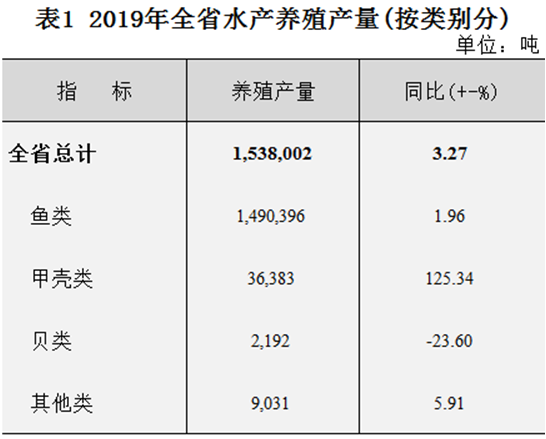 表1 2019年全省水产养殖产量(按类别分)
单位：吨
指 标 养殖产量 同比(+-%)
全省总计 1,538,002 3.27
鱼类 1,490,396 1.96
甲壳类 36,383 125.34
贝类 2,192 -23.60
其他类 9,031 5.91